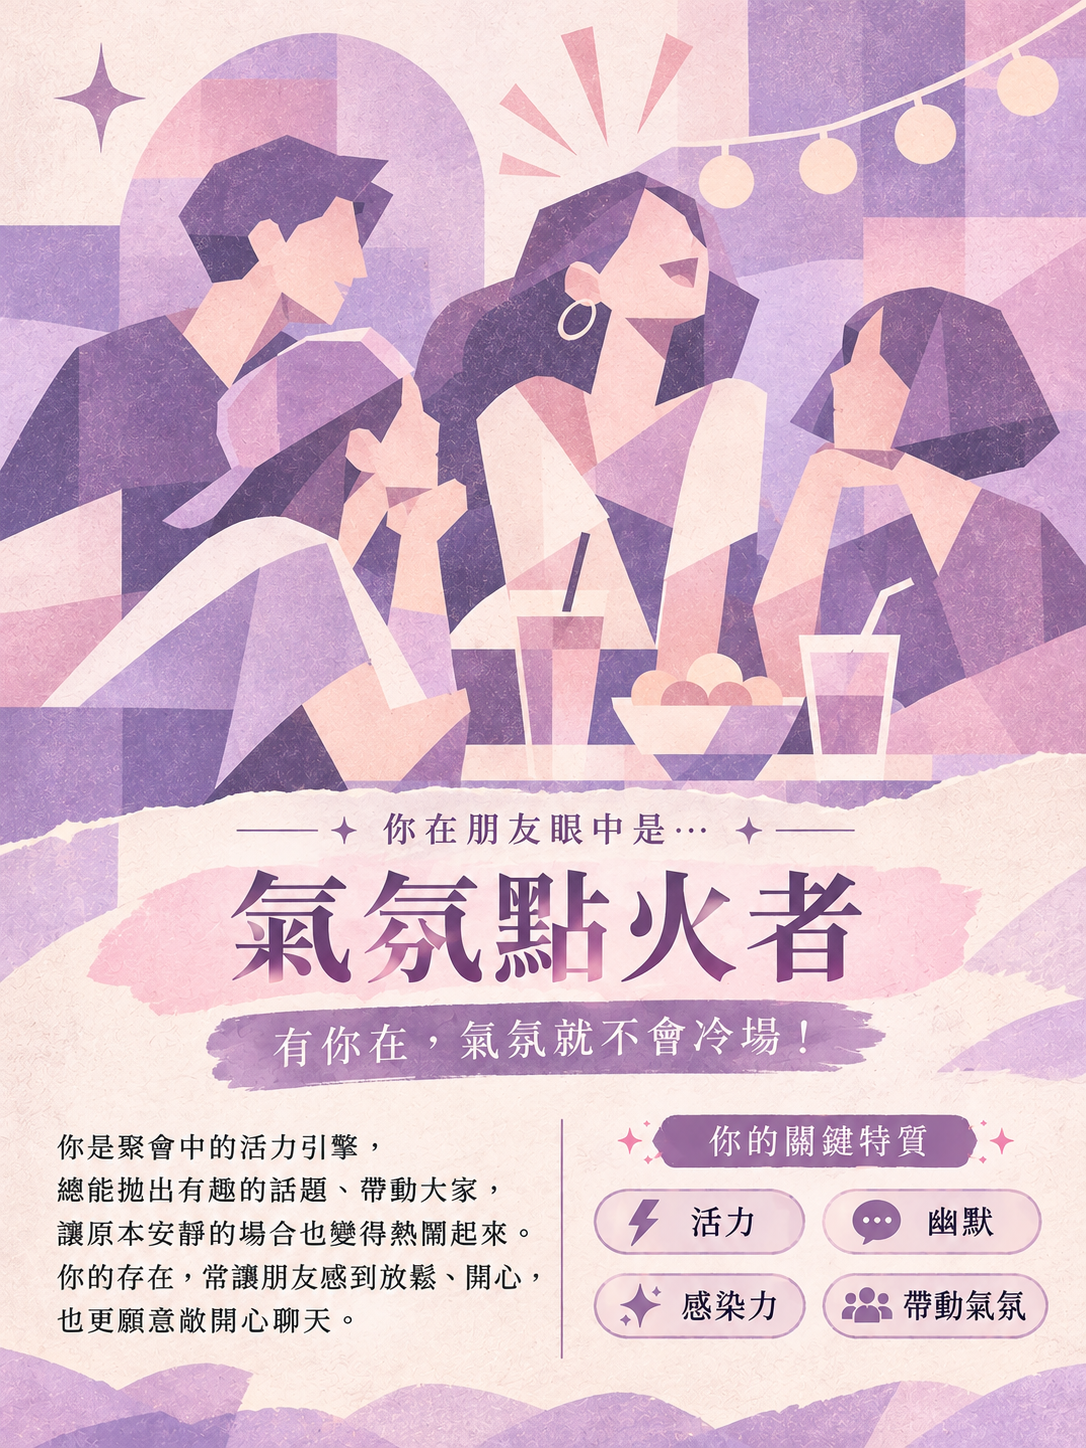 你在朋友眼中是…
氣氛點火者
有你在，氣氛就不會冷場！
你是聚會中的活力引擎，
總能拋出有趣的話題、帶動大家，
讓原本安靜的場合也變得熱鬧起來。
你的存在，常讓朋友感到放鬆、開心，
也更願意敞開心聊天。
你的關鍵特質
活力
幽默
感染力
帶動氣氛